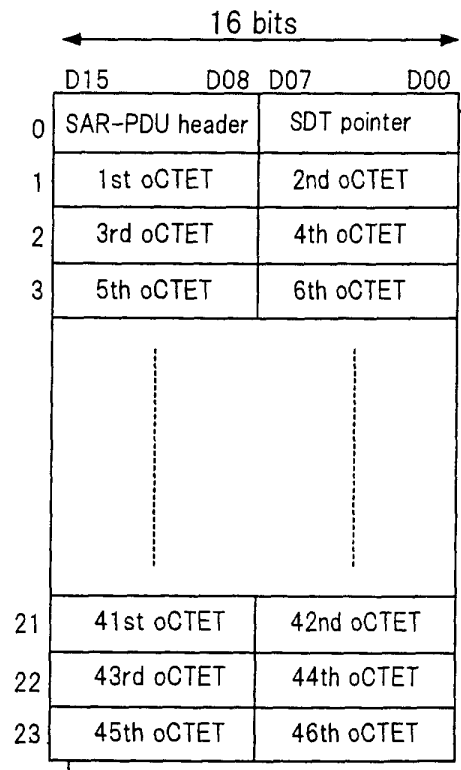 16 bits
D15 D08 D07 D00
0 SAR-PDU header SDT pointer
1 1st oCTET 2nd oCTET
2 3rd oCTET 4th oCTET
3 5th oCTET 6th oCTET
21 41st oCTET 42nd oCTET
22 43rd oCTET 44th oCTET
23 45th oCTET 46th oCTET